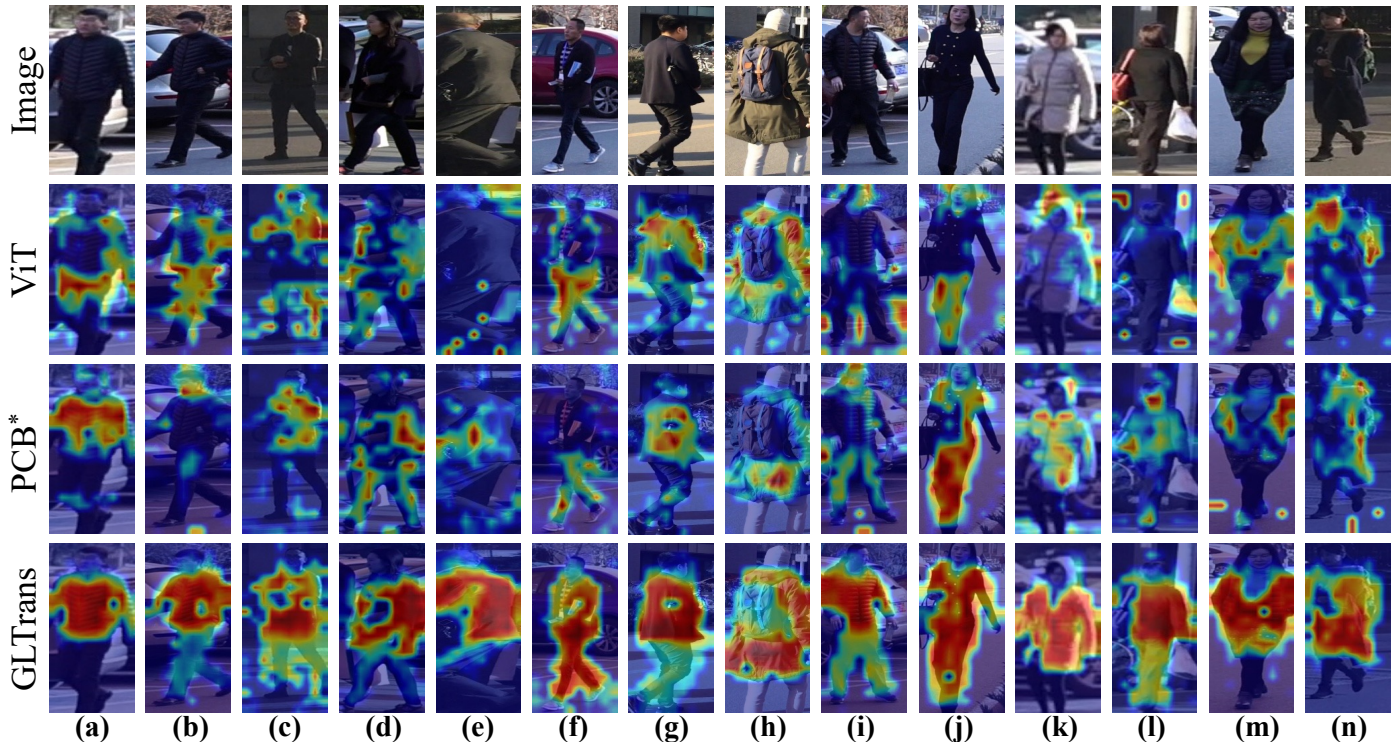 Image
ViT
PCB*
GLTrans
(a) (b) (c) (d) (e) (f) (g) (h) (i) (j) (k) (l) (m) (n)